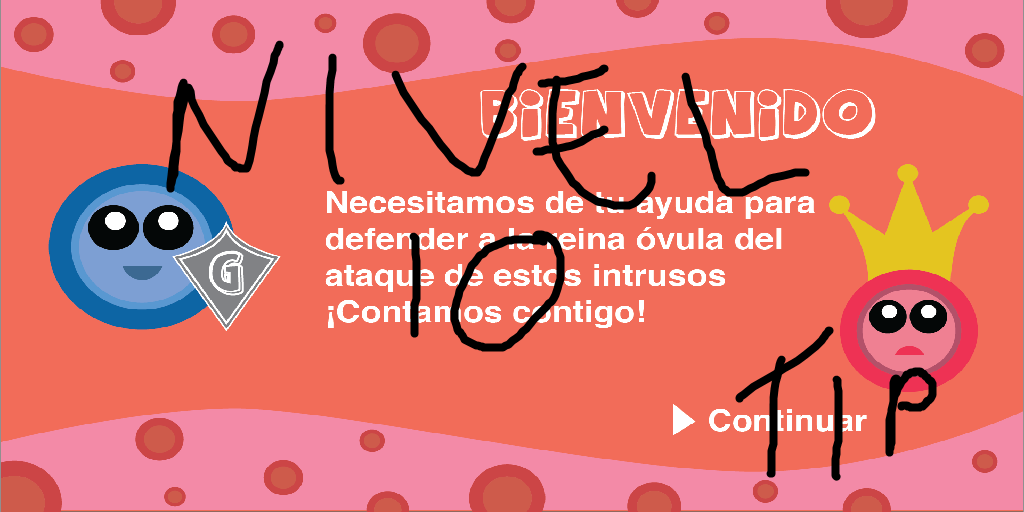 NIVEL
BiENVENiDO
Necesitamos de tu ayuda para
defender a la reina óvula del
ataque de estos intrusos
¡Contamos contigo!
10
G
TIP
Continuar